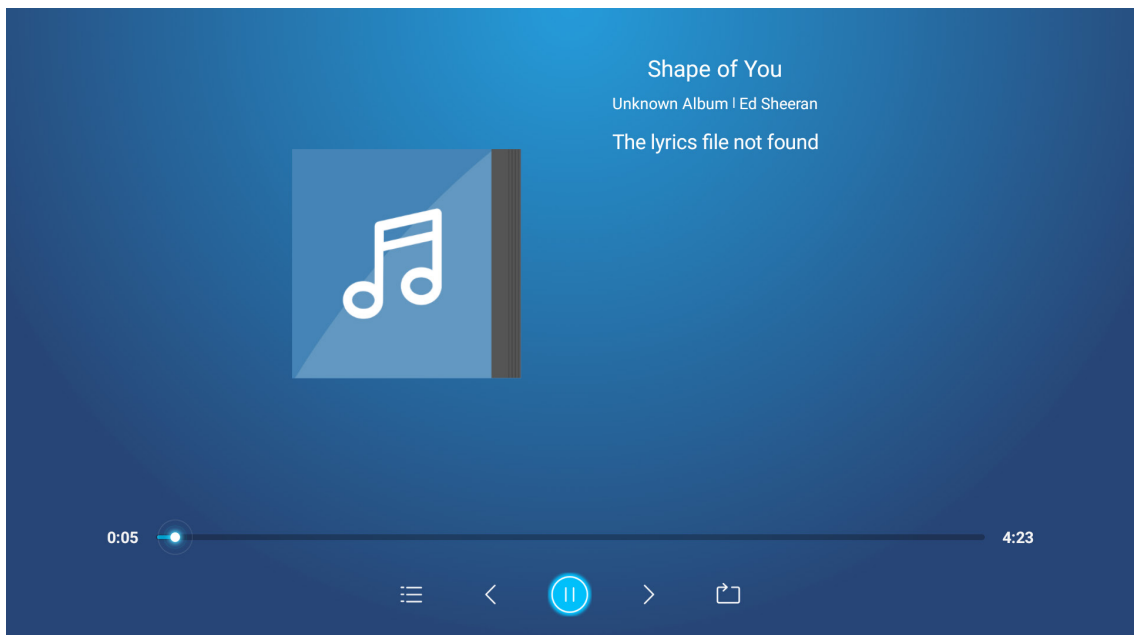 Shape of You
Unknown Album | Ed Sheeran
The lyrics file not found
0:05
4:23